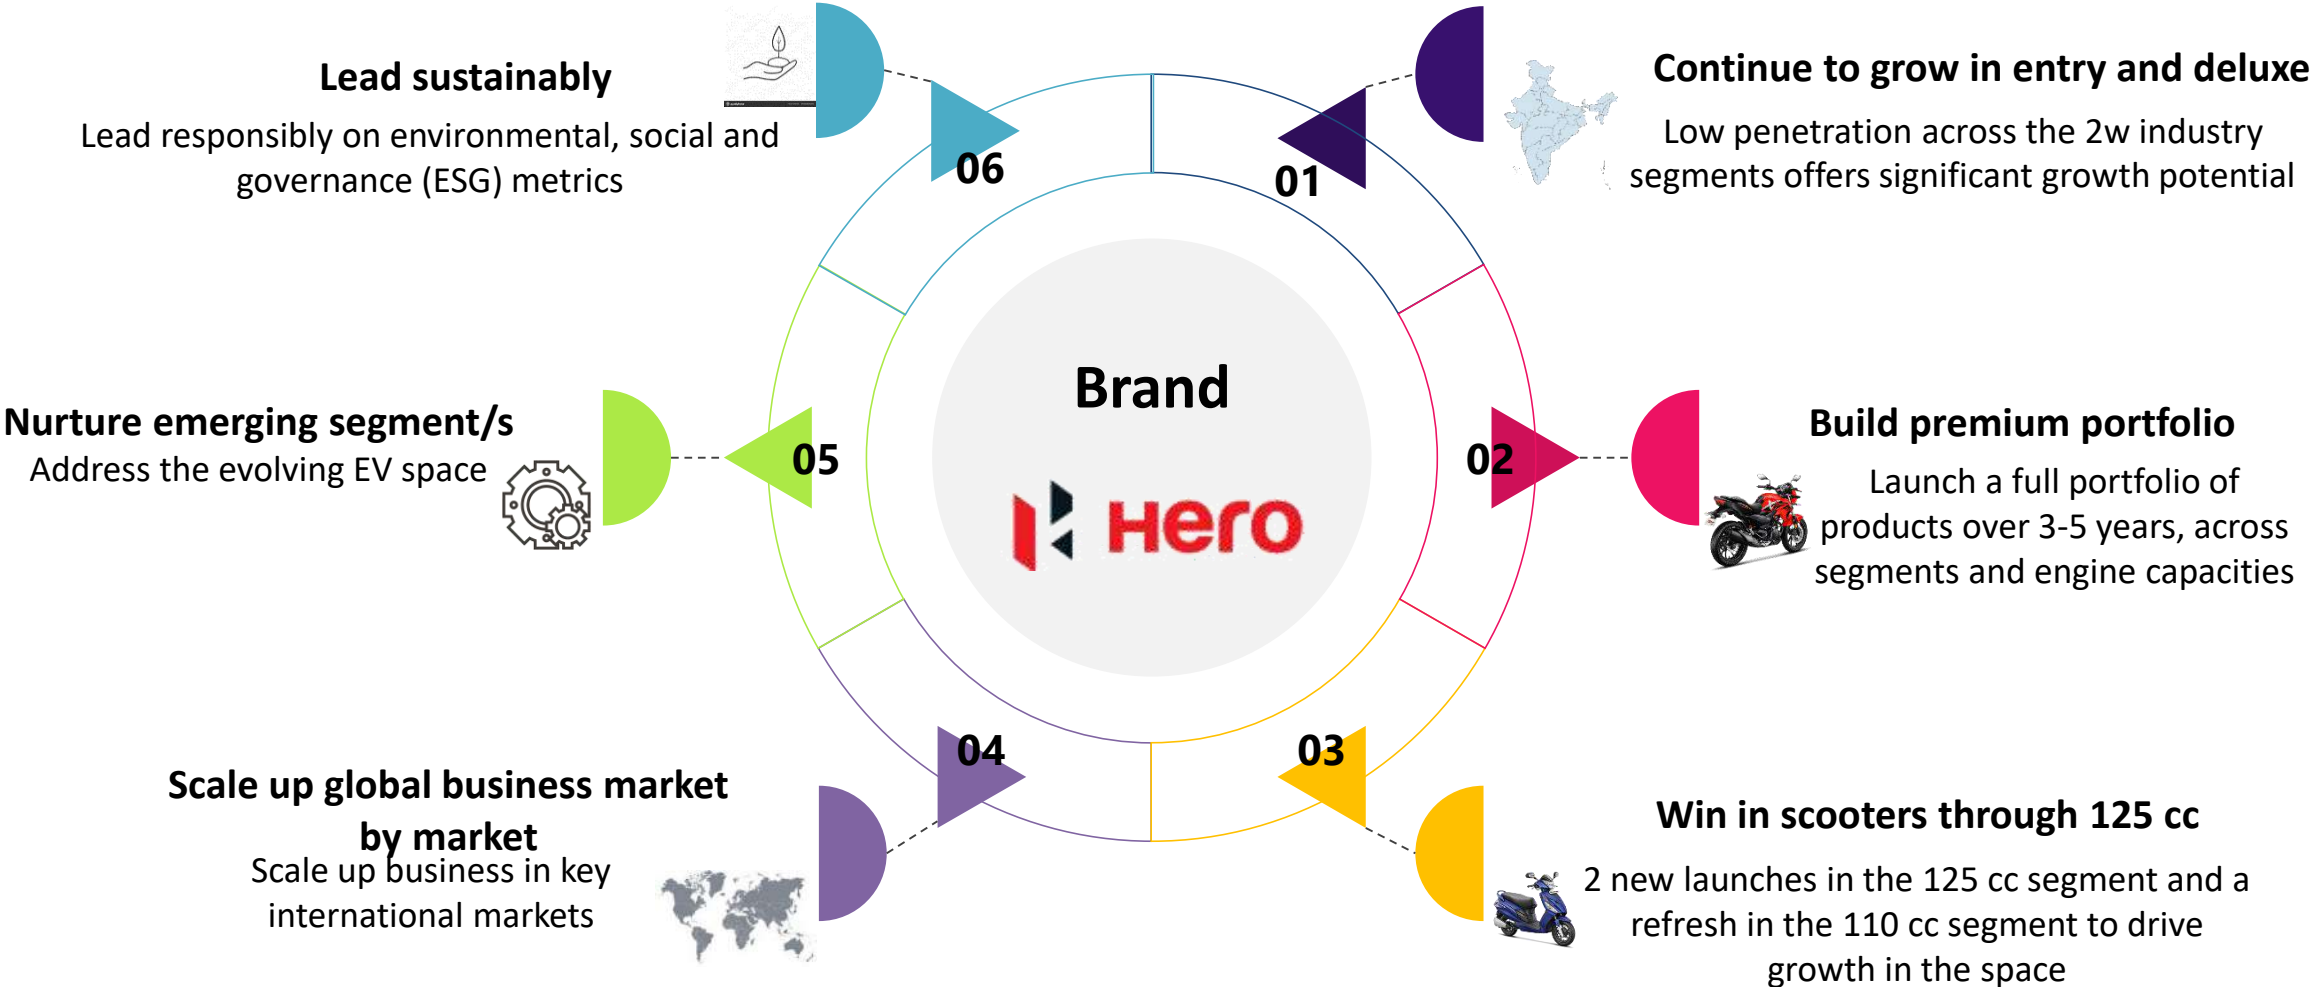 Brand
Hero
01
Continue to grow in entry and deluxe
Low penetration across the 2w industry
segments offers significant growth potential
02
Build premium portfolio
Launch a full portfolio of
products over 3-5 years, across
segments and engine capacities
03
Win in scooters through 125 cc
2 new launches in the 125 cc segment and a
refresh in the 110 cc segment to drive
growth in the space
04
Scale up global business market
by market
Scale up business in key
international markets
05
Nurture emerging segment/s
Address the evolving EV space
06
Lead sustainably
Lead responsibly on environmental, social and
governance (ESG) metrics